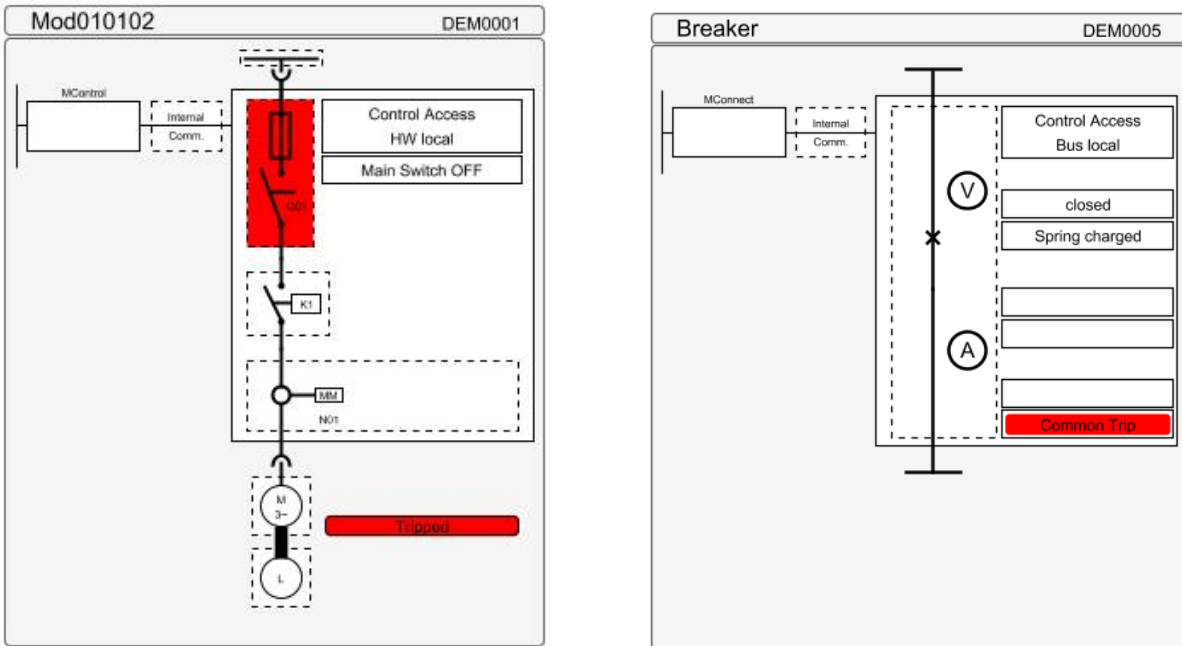 Mod010102
DEM0001
MControl
Internal
Comm.
Control Access
HW local
Main Switch OFF
Q01
K1
MM
N01
M
3~
Tripped
L
Breaker
DEM0005
MConnect
Internal
Comm.
Control Access
Bus local
V
closed
Spring charged
A
Common Trip